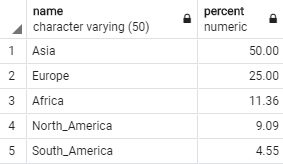 name percent
character varying (50) numeric
1 Asia 50.00
2 Europe 25.00
3 Africa 11.36
4 North_America 9.09
5 South_America 4.55